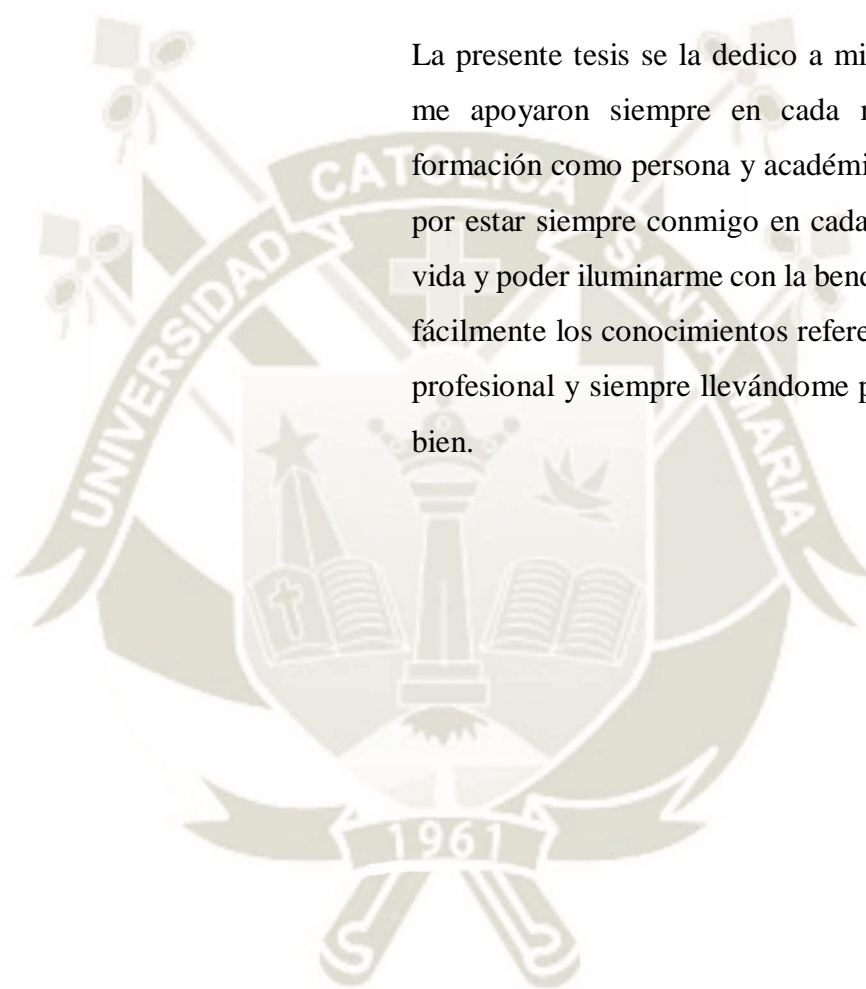 La presente tesis se la dedico a mi
me apoyaron siempre en cada
formación como persona y académi
por estar siempre conmigo en cada
vida y poder iluminarme con la bend
fácilmente los conocimientos refere
profesional y siempre llevándome p
bien.
UNIVERSIDAD CATOLICA SANTA MARIA
1961